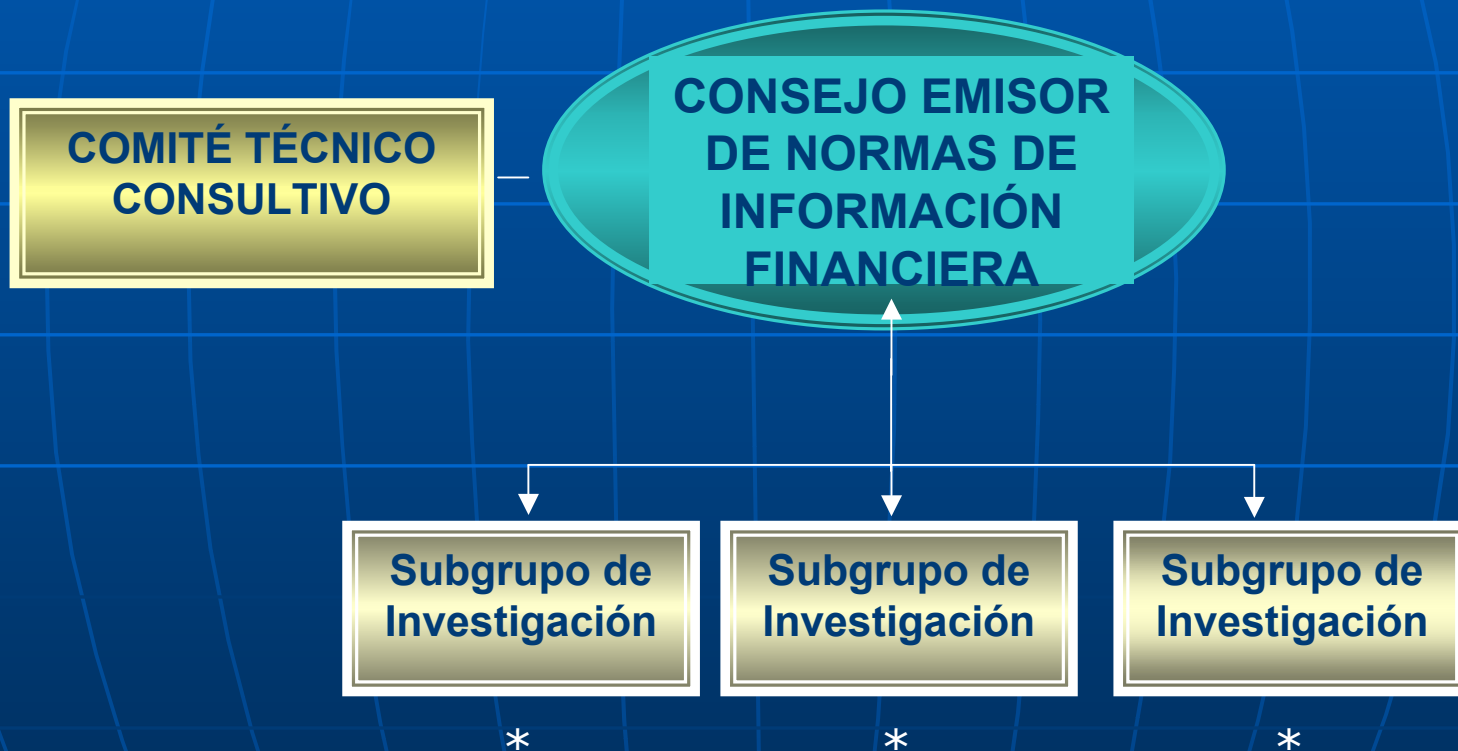 COMITÉ TÉCNICO
CONSULTIVO
CONSEJO EMISOR
DE NORMAS DE
INFORMACIÓN
FINANCIERA
Subgrupo de
Investigación
Subgrupo de
Investigación
Subgrupo de
Investigación
*
*
*